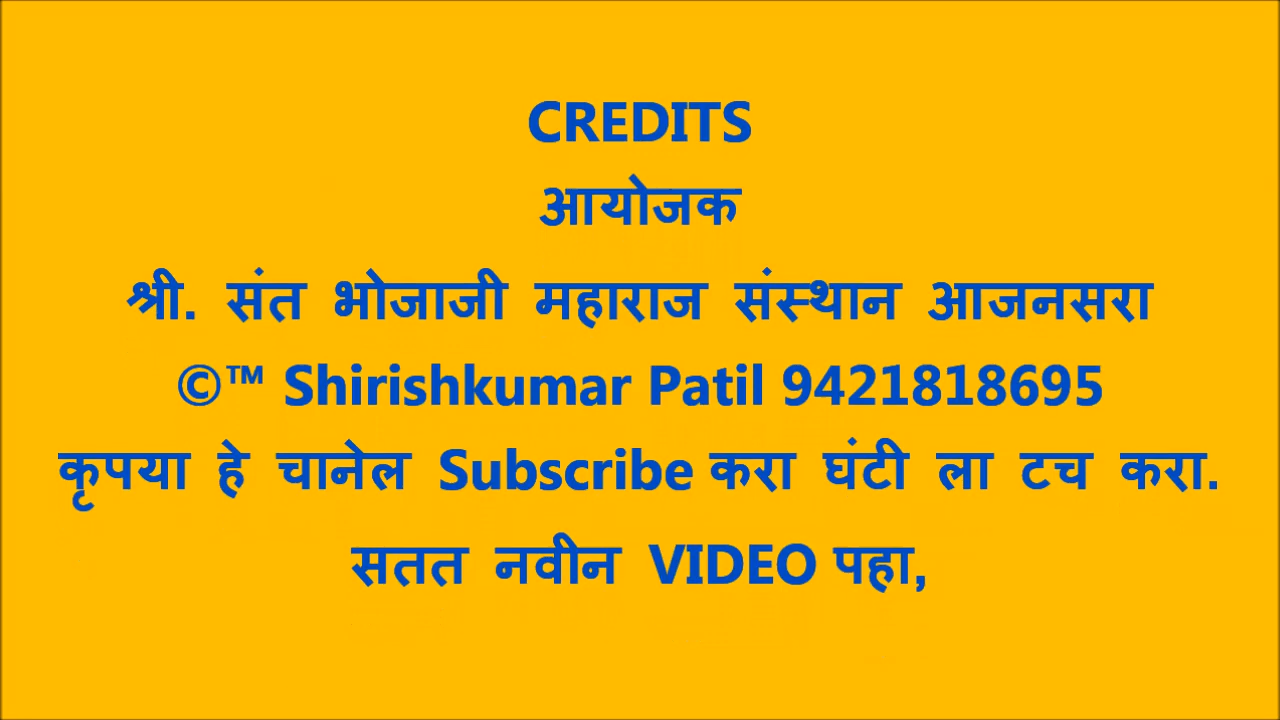 CREDITS
आयोजक
श्री. संत भोजाजी महाराज संस्थान आजनसरा
©™ Shirishkumar Patil 9421818695
कृपया हे चानेल Subscribe करा घंटी ला टच करा.
सतत नवीन VIDEO पहा,